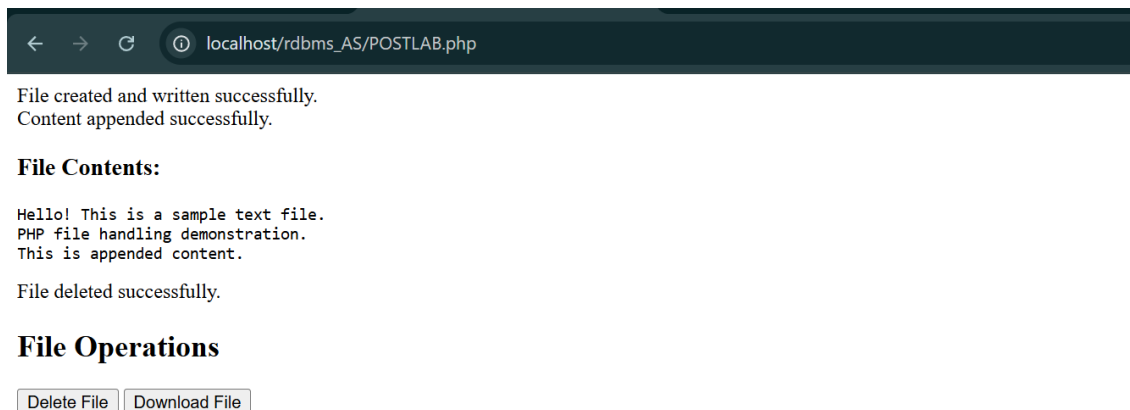 localhost/rdbms_AS/POSTLAB.php
File created and written successfully.
Content appended successfully.
File Contents:
Hello! This is a sample text file.
PHP file handling demonstration.
This is appended content.
File deleted successfully.
File Operations
Delete File Download File